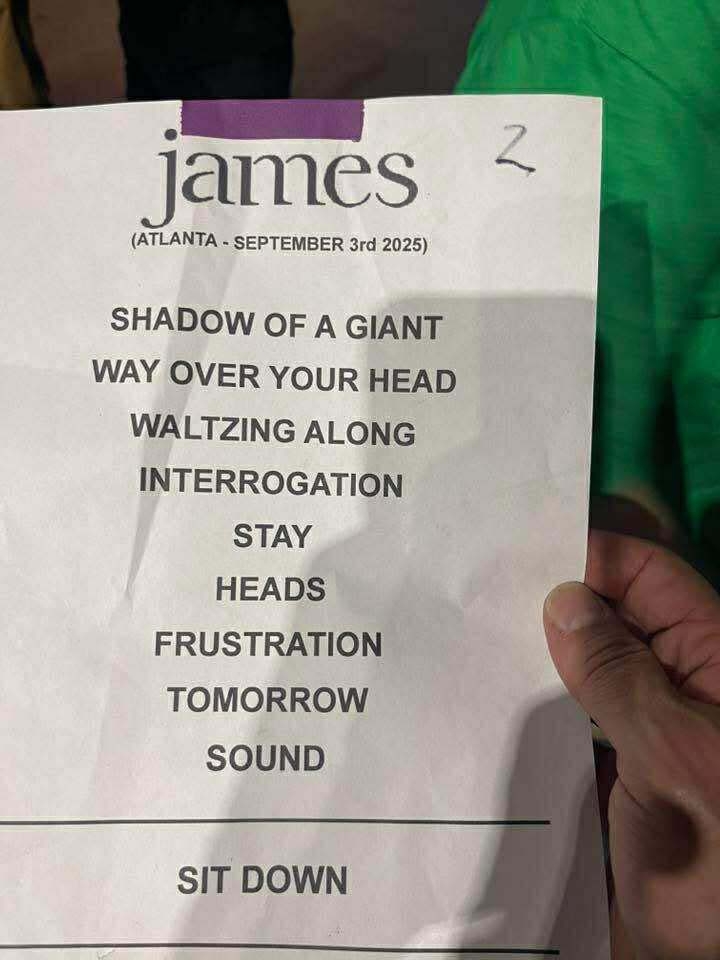 james
2
(ATLANTA - SEPTEMBER 3rd 2025)
SHADOW OF A GIANT
WAY OVER YOUR HEAD
WALTZING ALONG
INTERROGATION
STAY
HEADS
FRUSTRATION
TOMORROW
SOUND
SIT DOWN